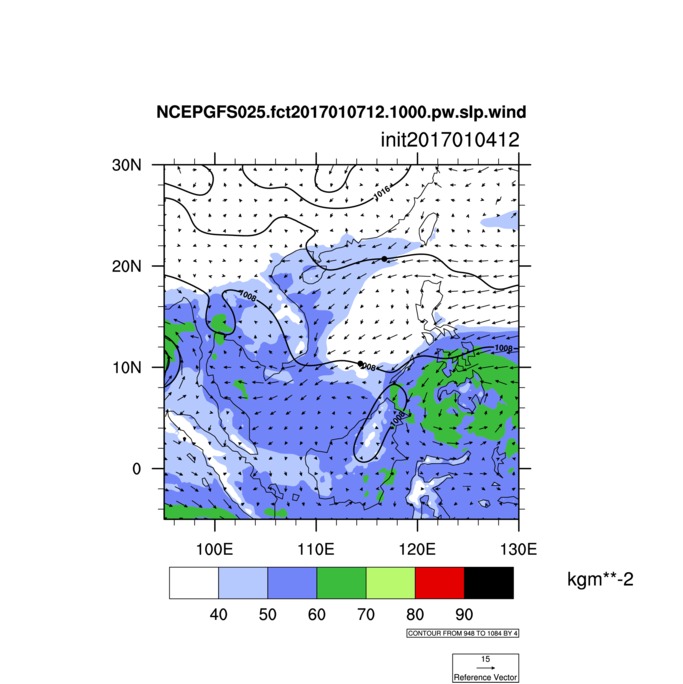 NCEPGFS025.fct2017010712.1000.pw.slp.wind
init2017010412
30N
1016
20N
1008
1008
10N
008
1008
0
100E
110E
120E
130E
kgm**-2
40
50
60
70
80
90
CONTOUR FROM 948 TO 1084 BY 4
15
Reference Vector